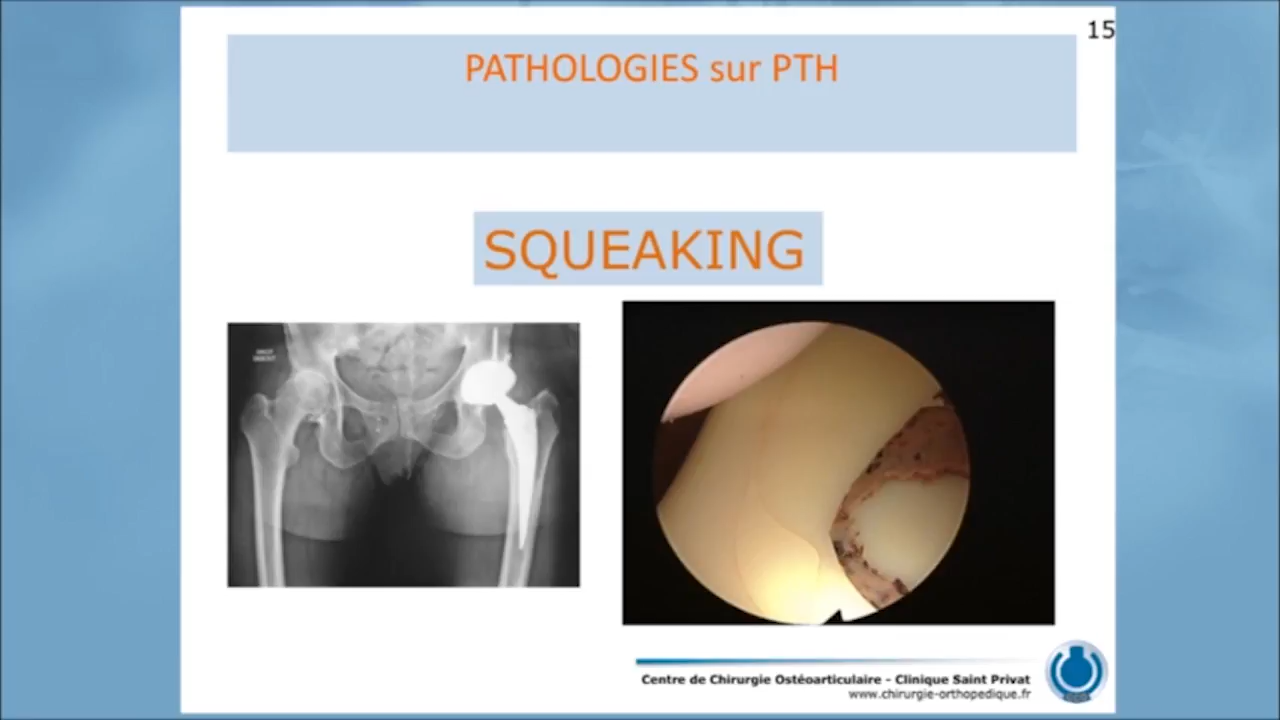 15
PATHOLOGIES sur PTH
SQUEAKING
Centre de Chirurgie Ostéoarticulaire - Clinique Saint Privat
www.chirurgie-orthopedique.fr